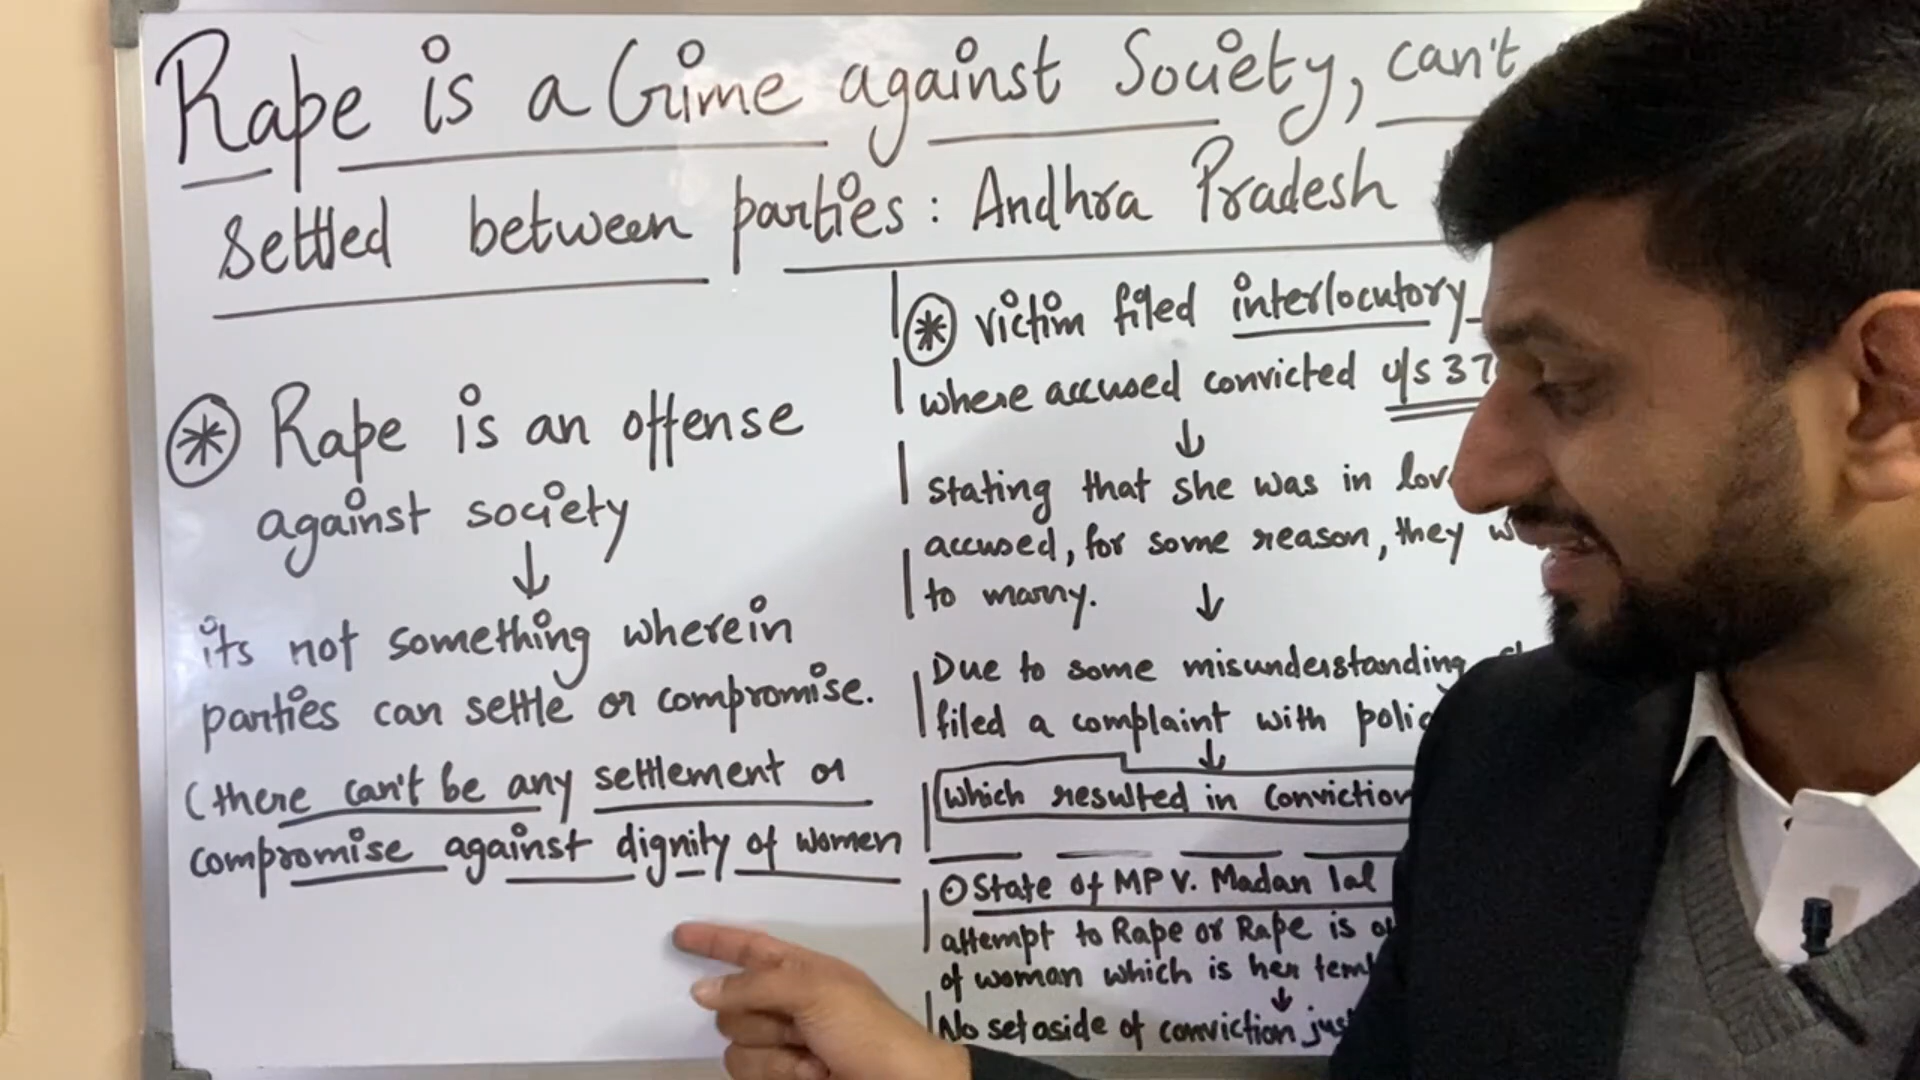 Rape is a Crime against Society, can't
settled between parties: Andhra Pradesh
Rape is an offense
against society
its not something wherein
parties can settle or compromise.
(there can't be any settlement or
compromise against dignity of women
victim filed interlocutory
where accused convicted u/s 37
stating that she was in
accused, for some reason, they
to marry.
Due to some misunderstanding
filed a complaint with
which resulted in conviction
State of MP V. Madan lal
attempt to Rape or Rape is
of woman which is her
No set aside of conviction